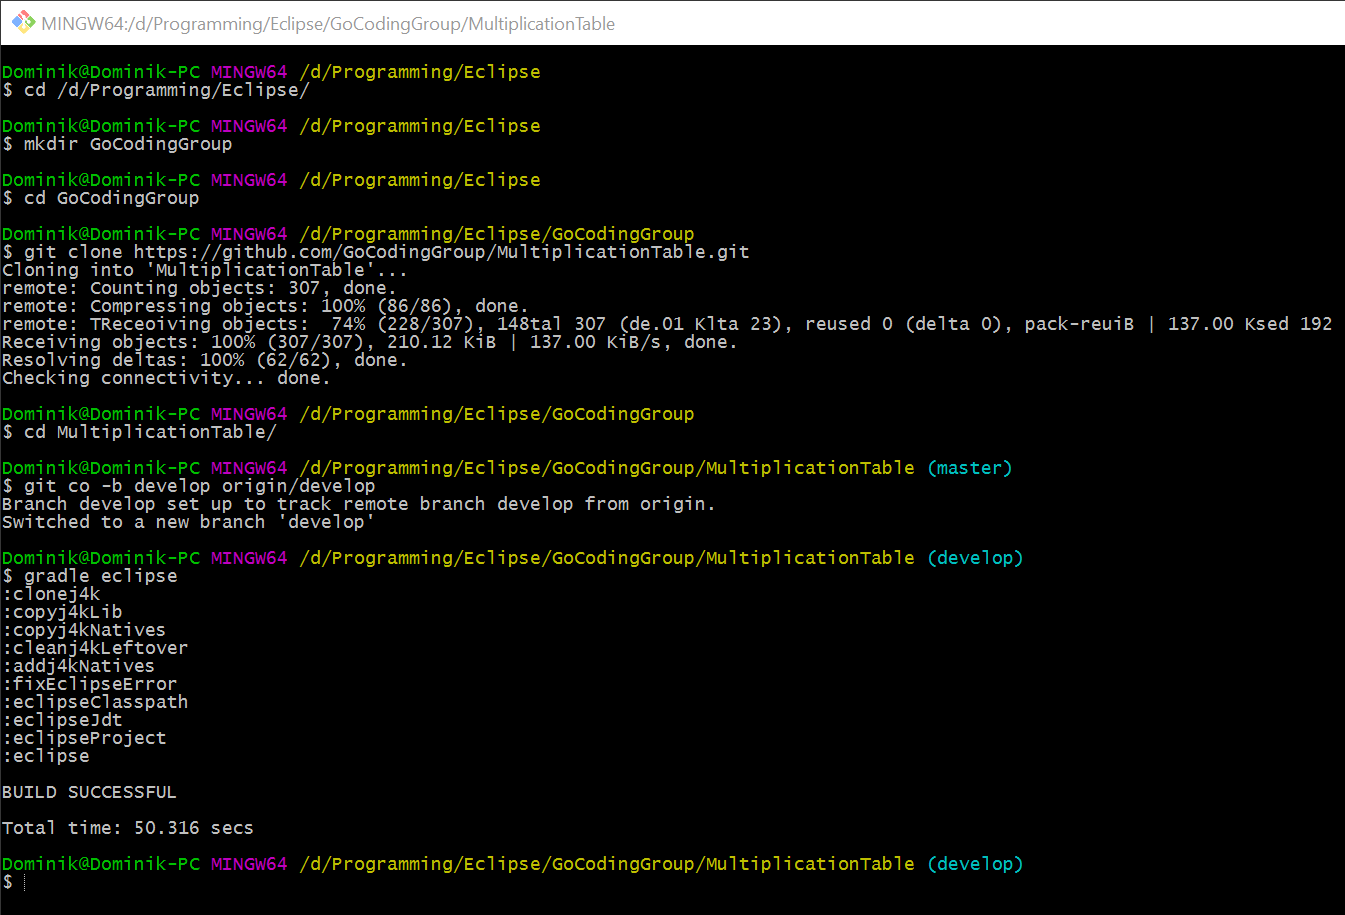 MINGW64:/d/Programming/Eclipse/GoCodingGroup/MultiplicationTable
Dominik@Dominik-PC MINGW64 /d/Programming/Eclipse
$ cd /d/Programming/Eclipse/
Dominik@Dominik-PC MINGW64 /d/Programming/Eclipse
$ mkdir GoCodingGroup
Dominik@Dominik-PC MINGW64 /d/Programming/Eclipse
$ cd GoCodingGroup
Dominik@Dominik-PC MINGW64 /d/Programming/Eclipse/GoCodingGroup
$ git clone https://github.com/GoCodingGroup/MultiplicationTable.git
Cloning into 'MultiplicationTable'...
remote: Counting objects: 307, done.
remote: Compressing objects: 100% (86/86), done.
remote: TReceoiving objects:  74% (228/307), 148tal 307 (de.01 Klta 23), reused 0 (delta 0), pack-reuiB | 137.00 Ksed 192
Receiving objects: 100% (307/307), 210.12 KiB | 137.00 KiB/s, done.
Resolving deltas: 100% (62/62), done.
Checking connectivity... done.
Dominik@Dominik-PC MINGW64 /d/Programming/Eclipse/GoCodingGroup
$ cd MultiplicationTable/
Dominik@Dominik-PC MINGW64 /d/Programming/Eclipse/GoCodingGroup/MultiplicationTable (master)
$ git co -b develop origin/develop
Branch develop set up to track remote branch develop from origin.
Switched to a new branch 'develop'
Dominik@Dominik-PC MINGW64 /d/Programming/Eclipse/GoCodingGroup/MultiplicationTable (develop)
$ gradle eclipse
:clonej4k
:copyj4kLib
:copyj4kNatives
:cleanj4kLeftover
:addj4kNatives
:fixEclipseError
:eclipseClasspath
:eclipseJdt
:eclipseProject
:eclipse
BUILD SUCCESSFUL
Total time: 50.316 secs
Dominik@Dominik-PC MINGW64 /d/Programming/Eclipse/GoCodingGroup/MultiplicationTable (develop)
$